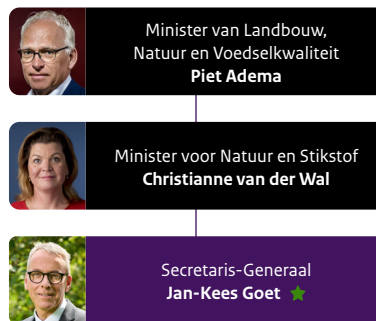 Minister van Landbouw,
Natuur en Voedselkwaliteit
Piet Adema
Minister voor Natuur en Stikstof
Christianne van der Wal
Secretaris-Generaal
Jan-Kees Goet